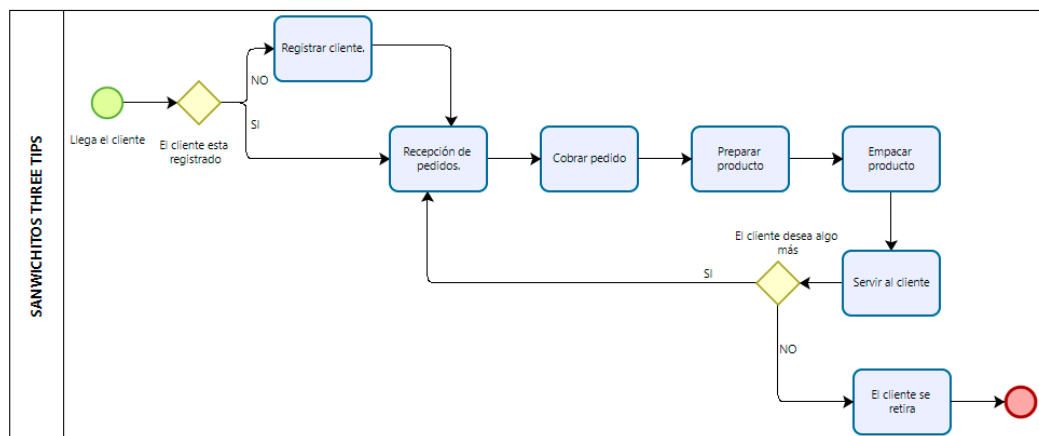 SANWICHITOS THREE TIPS
Registrar cliente.
NO
Llega el cliente
El cliente esta
registrado
SI
Recepción de
pedidos.
Cobrar pedido
Preparar
producto
Empacar
producto
El cliente desea algo
más
SI
Servir al cliente
NO
El cliente se
retira